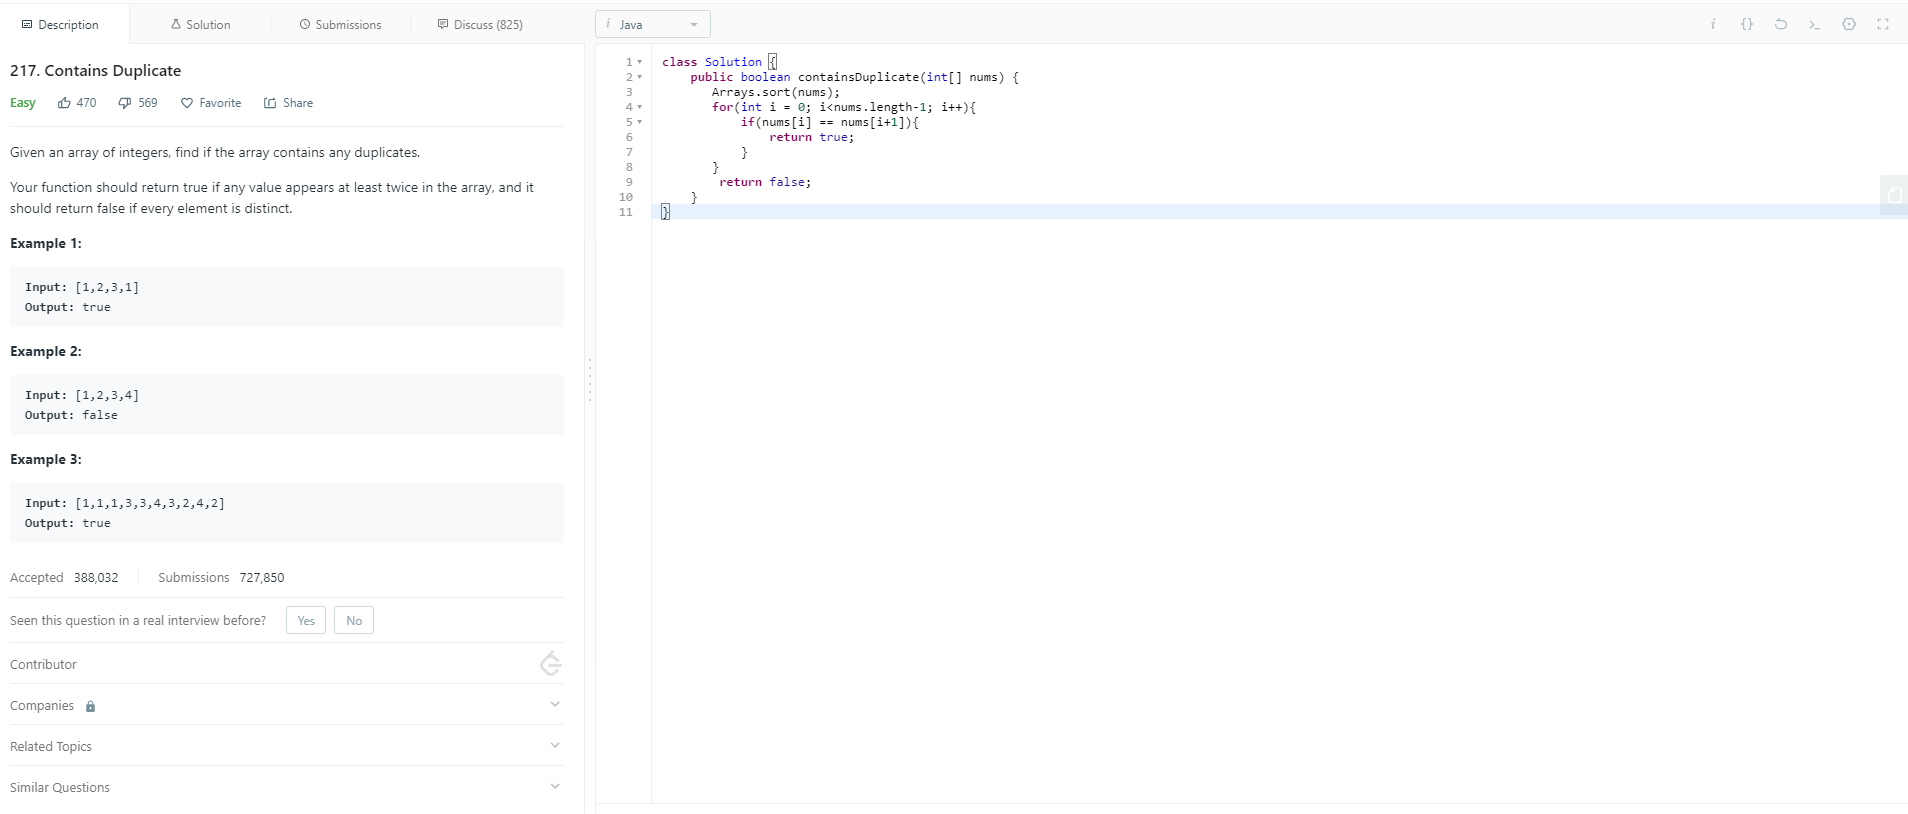 Description Solution Submissions Discuss (825) i Java i {}
217. Contains Duplicate
Easy 470 569 Favorite Share
Given an array of integers, find if the array contains any duplicates.
Your function should return true if any value appears at least twice in the array, and it
should return false if every element is distinct.
Example 1:
Input: [1,2,3,1]
Output: true
Example 2:
Input: [1,2,3,4]
Output: false
Example 3:
Input: [1,1,1,3,3,4,3,2,4,2]
Output: true
Accepted 388,032 Submissions 727,850
Seen this question in a real interview before? Yes No
Contributor
Companies
Related Topics
Similar Questions
1 class Solution {
2     public boolean containsDuplicate(int[] nums) {
3        Arrays.sort(nums);
4        for(int i = 0; i<nums.length-1; i++){
5            if(nums[i] == nums[i+1]){
6                return true;
7            }
8        }
9         return false;
10     }
11 }